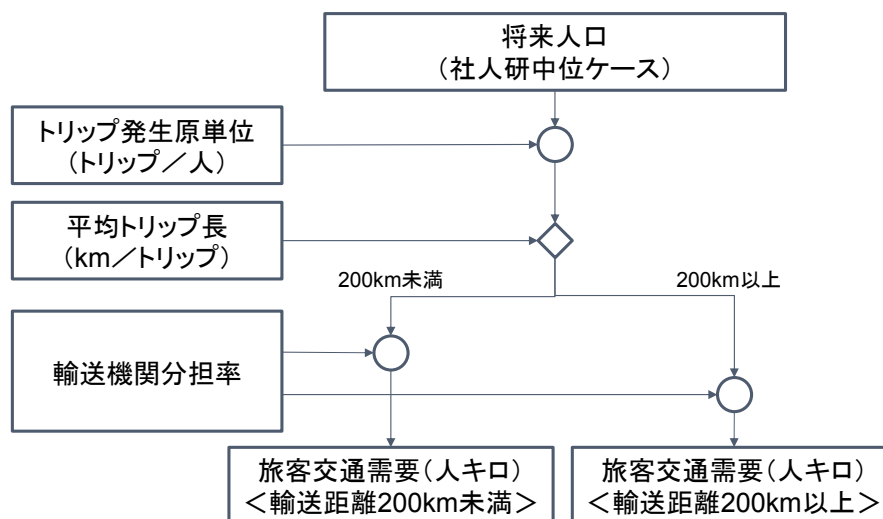 将来人口
（社人研中位ケース）
トリップ発生原単位
（トリップ／人）
平均トリップ長
（km／トリップ）
200km未満
200km以上
輸送機関分担率
旅客交通需要（人キロ）
＜輸送距離200km未満＞
旅客交通需要（人キロ）
＜輸送距離200km以上＞